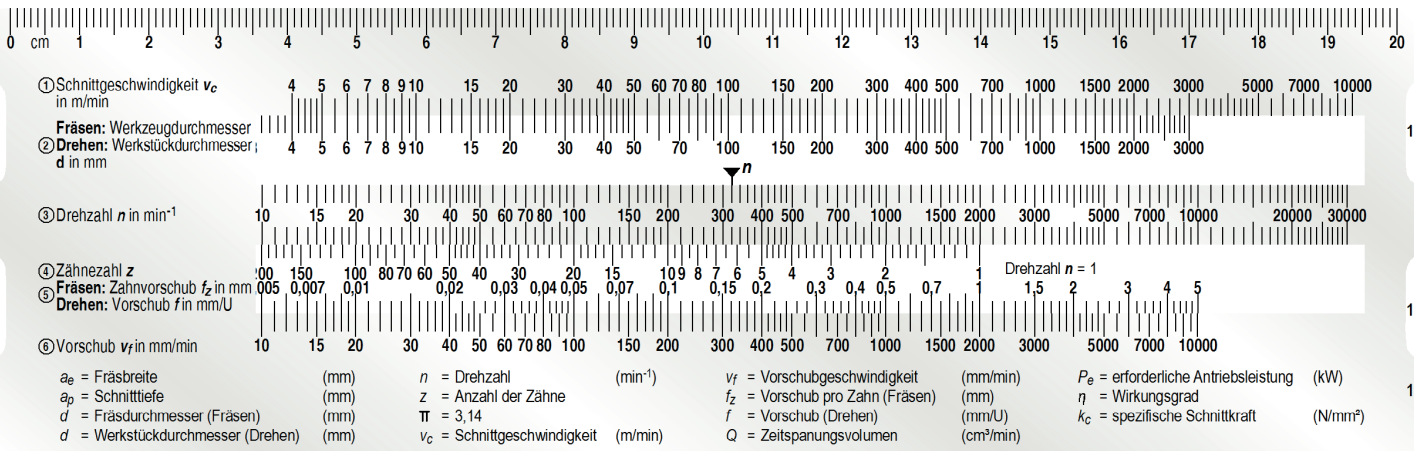 0 cm 1 2 3 4 5 6 7 8 9 10 11 12 13 14 15 16 17 18 19 20
① Schnittgeschwindigkeit vc 4 5 6 7 8 9 10 15 20 30 40 50 60 70 80 100 150 200 300 400 500 700 1000 1500 2000 3000 5000 7000 10000
in m/min
Fräsen: Werkzeugdurchmesser
② Drehen: Werkstückdurchmesser 4 5 6 7 8 9 10 15 20 30 40 50 70 100 150 200 300 400 500 700 1000 1500 2000 3000
d in mm
n
③ Drehzahl n in min-1 10 15 20 30 40 50 60 70 80 100 150 200 300 400 500 700 1000 1500 2000 3000 5000 7000 10000 20000 30000
④ Zähnezahl z 200 150 100 80 70 60 50 40 30 20 15 10 9 8 7 6 5 4 3 2 1 Drehzahl n = 1
⑤ Fräsen: Zahnvorschub fz in mm 005 0,007 0,01 0,02 0,03 0,04 0,05 0,07 0,1 0,15 0,2 0,3 0,4 0,5 0,7 1 1,5 2 3 4 5
Drehen: Vorschub f in mm/U
⑥ Vorschub vf in mm/min 10 15 20 30 40 50 60 70 80 100 150 200 300 400 500 700 1000 1500 2000 3000 5000 7000 10000
ae = Fräsbreite (mm) n = Drehzahl (min-1) vf = Vorschubgeschwindigkeit (mm/min) Pe = erforderliche Antriebsleistung (kW)
ap = Schnitttiefe (mm) z = Anzahl der Zähne fz = Vorschub pro Zahn (Fräsen) (mm) η = Wirkungsgrad
d = Fräsdurchmesser (Fräsen) (mm) π = 3,14 f = Vorschub (Drehen) (mm/U) kc = spezifische Schnittkraft (N/mm²)
d = Werkstückdurchmesser (Drehen) (mm) vc = Schnittgeschwindigkeit (m/min) Q = Zeitspanungsvolumen (cm³/min)